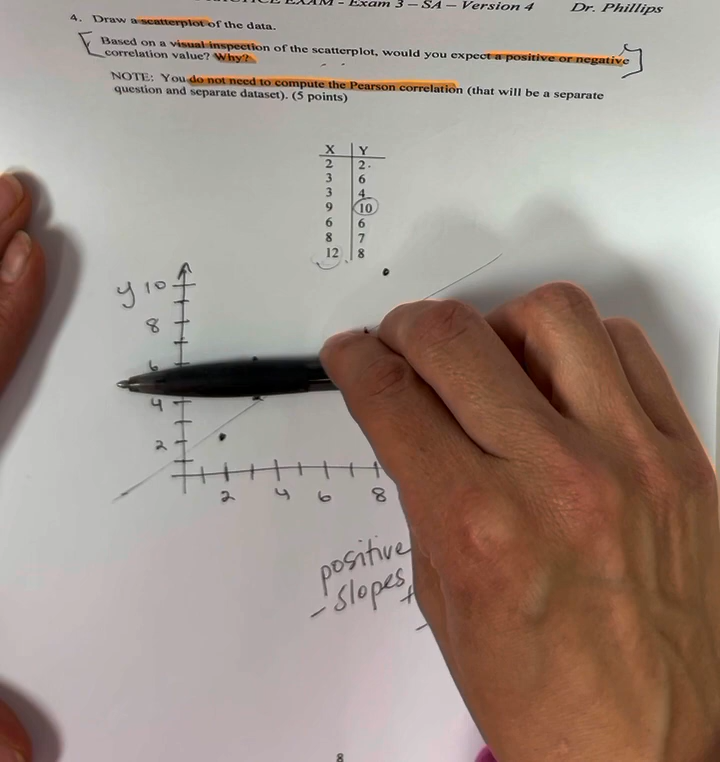 EXAM - Exam 3 - SA - Version 4 Dr. Phillips
4. Draw a scatterplot of the data.
Based on a visual inspection of the scatterplot, would you expect a positive or negative
correlation value? Why?
NOTE: You do not need to compute the Pearson correlation (that will be a separate
question and separate dataset). (5 points)
X Y
2 2
3 6
3 4
9 10
6 6
8 7
12 8
y 10
8
6
4
2
2 4 6 8
positive
- slopes
8